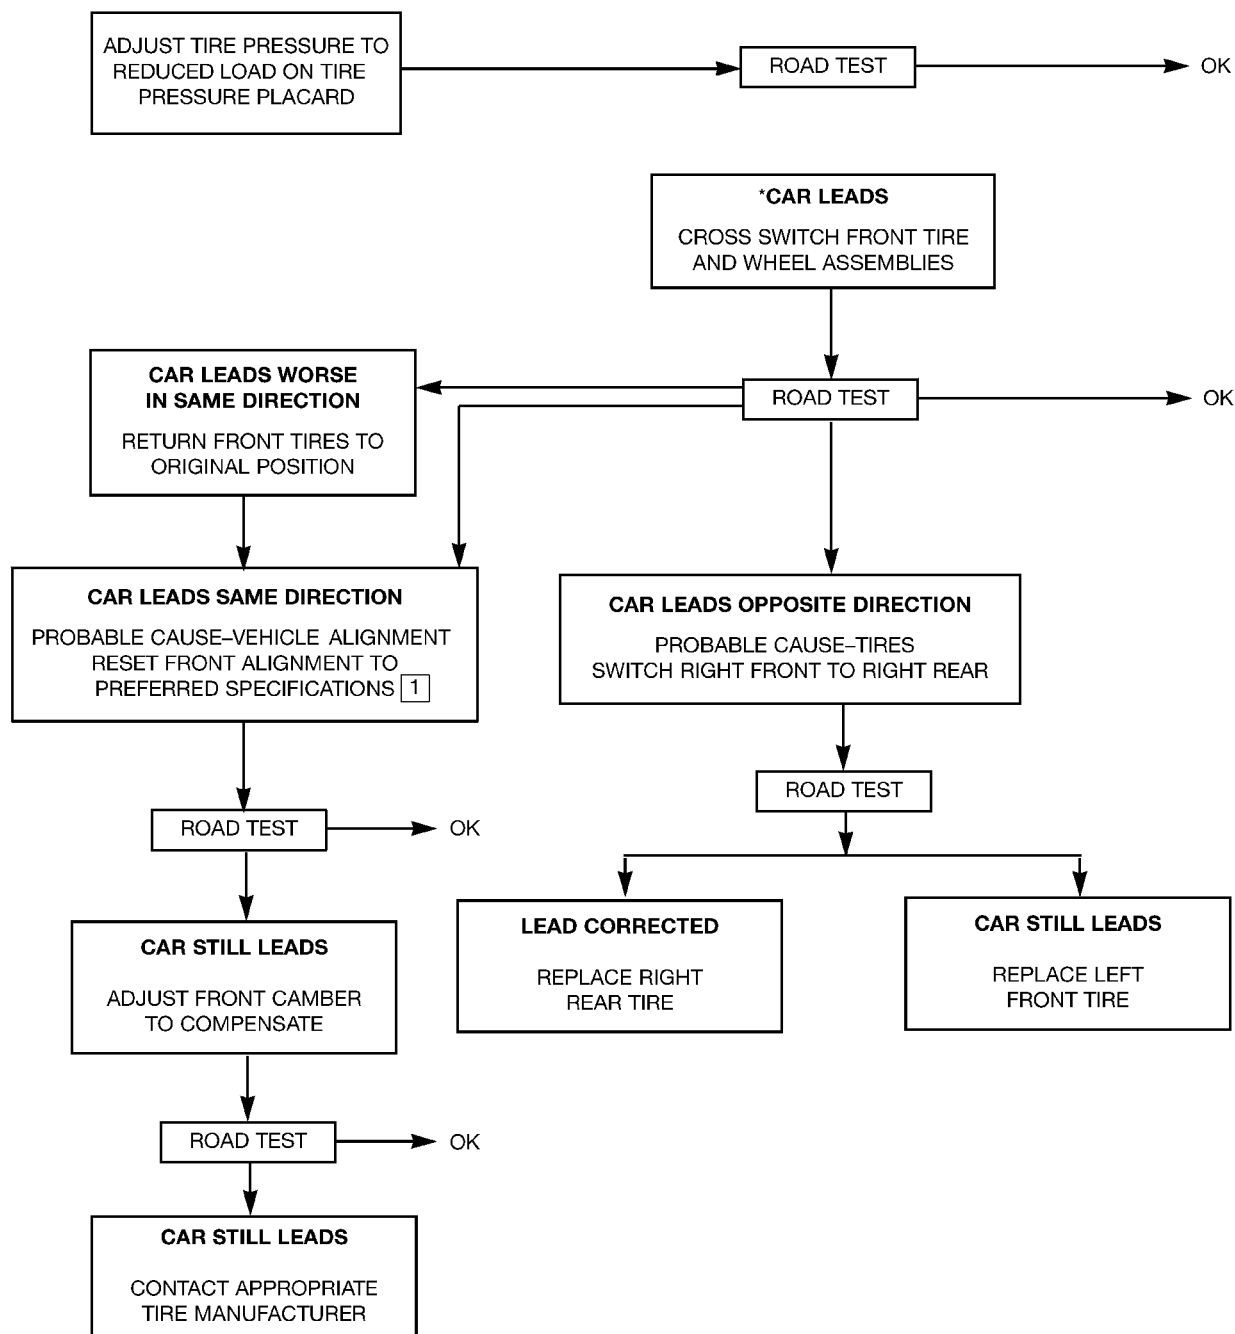 ADJUST TIRE PRESSURE TO
REDUCED LOAD ON TIRE
PRESSURE PLACARD
ROAD TEST
OK
*CAR LEADS
CROSS SWITCH FRONT TIRE
AND WHEEL ASSEMBLIES
CAR LEADS WORSE
IN SAME DIRECTION
RETURN FRONT TIRES TO
ORIGINAL POSITION
ROAD TEST
OK
CAR LEADS SAME DIRECTION
PROBABLE CAUSE–VEHICLE ALIGNMENT
RESET FRONT ALIGNMENT TO
PREFERRED SPECIFICATIONS 1
CAR LEADS OPPOSITE DIRECTION
PROBABLE CAUSE–TIRES
SWITCH RIGHT FRONT TO RIGHT REAR
ROAD TEST
ROAD TEST
OK
CAR STILL LEADS
ADJUST FRONT CAMBER
TO COMPENSATE
LEAD CORRECTED
REPLACE RIGHT
REAR TIRE
CAR STILL LEADS
REPLACE LEFT
FRONT TIRE
ROAD TEST
OK
CAR STILL LEADS
CONTACT APPROPRIATE
TIRE MANUFACTURER